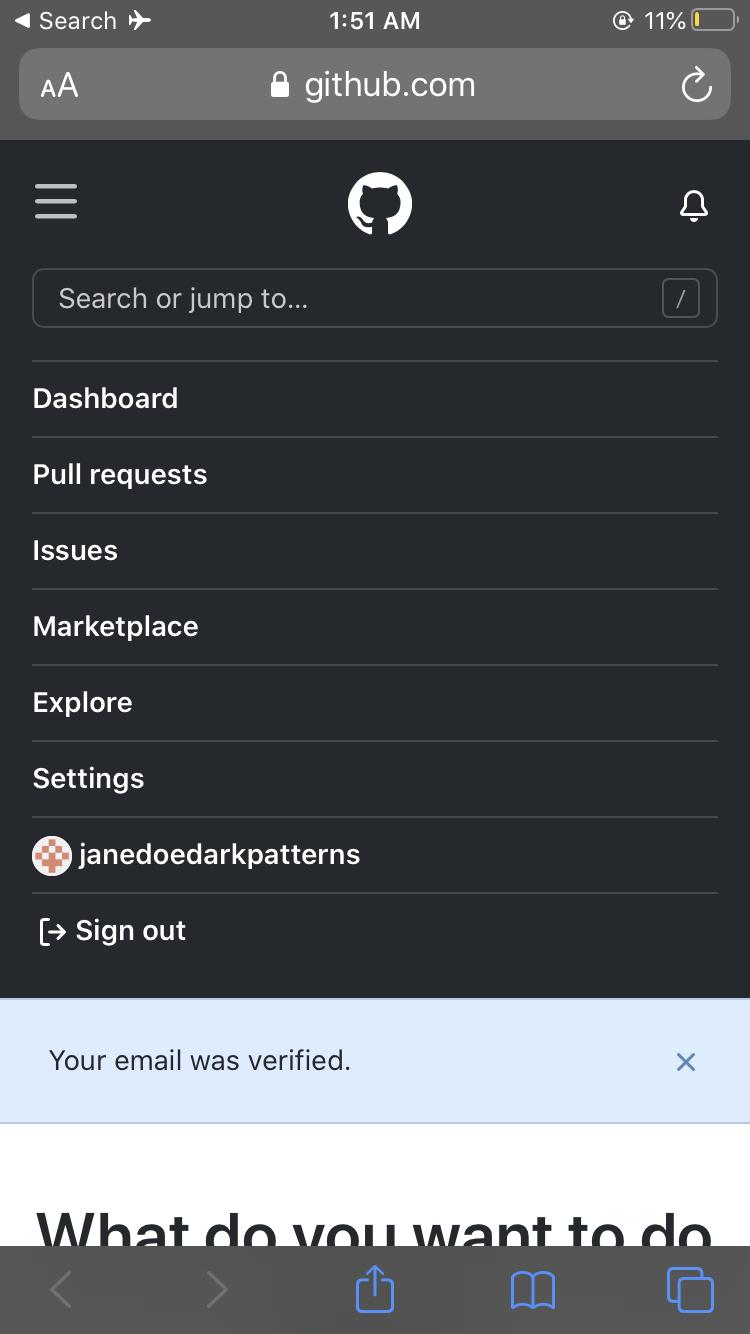 Search
1:51 AM
11%
AA
github.com
Search or jump to...
/
Dashboard
Pull requests
Issues
Marketplace
Explore
Settings
janedoedarkpatterns
Sign out
Your email was verified.
What do you want to do